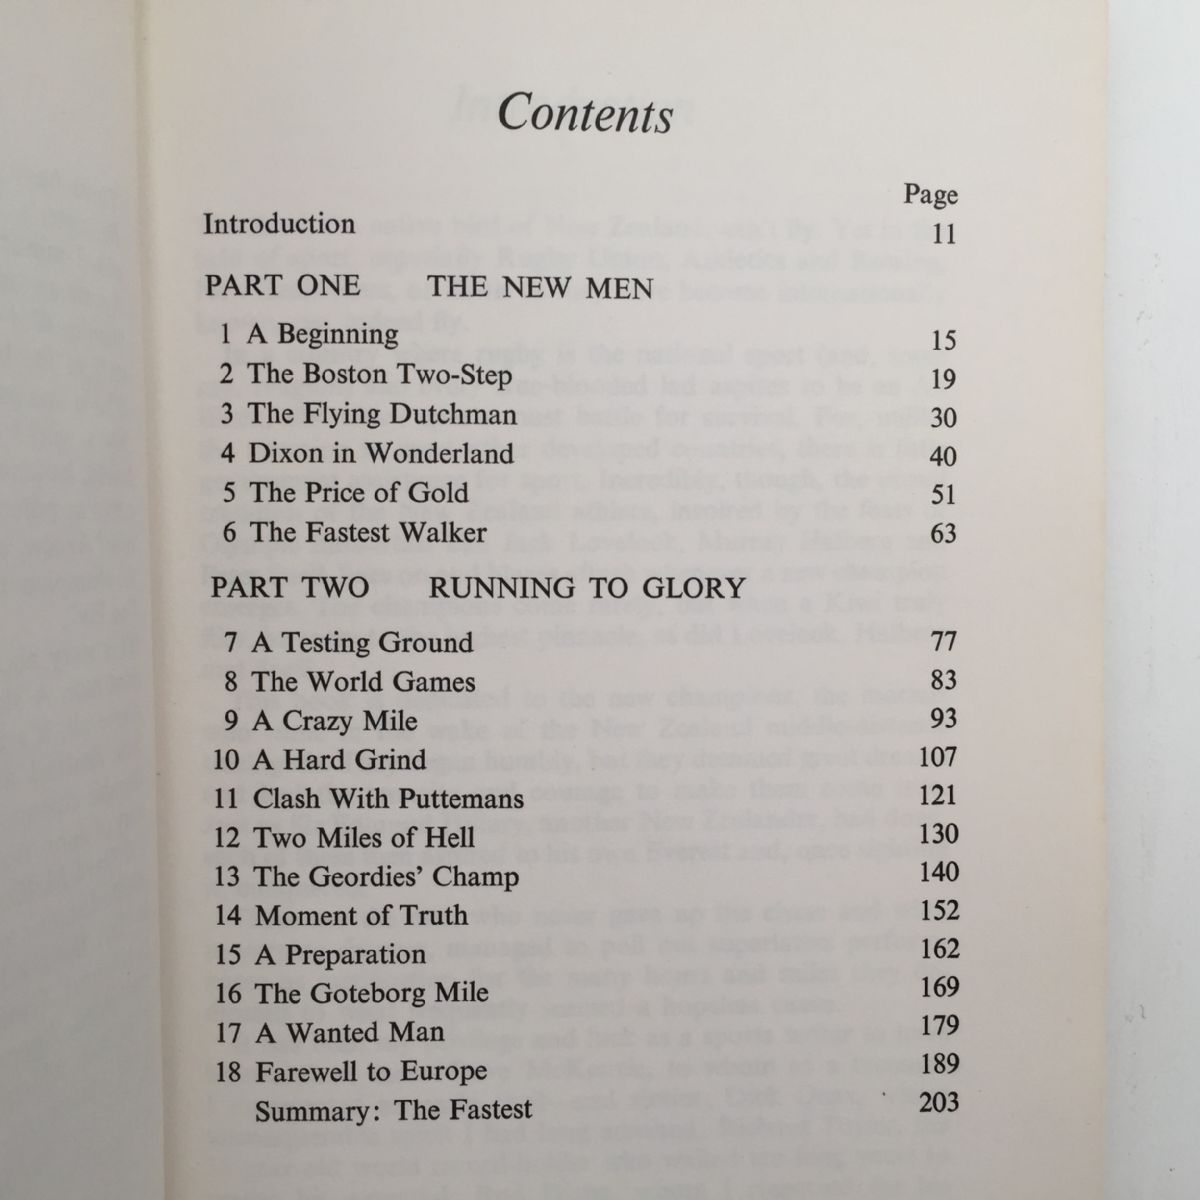 Contents
Page
Introduction 11
PART ONE THE NEW MEN
1 A Beginning 15
2 The Boston Two-Step 19
3 The Flying Dutchman 30
4 Dixon in Wonderland 40
5 The Price of Gold 51
6 The Fastest Walker 63
PART TWO RUNNING TO GLORY
7 A Testing Ground 77
8 The World Games 83
9 A Crazy Mile 93
10 A Hard Grind 107
11 Clash With Puttemans 121
12 Two Miles of Hell 130
13 The Geordies’ Champ 140
14 Moment of Truth 152
15 A Preparation 162
16 The Goteborg Mile 169
17 A Wanted Man 179
18 Farewell to Europe 189
Summary: The Fastest 203